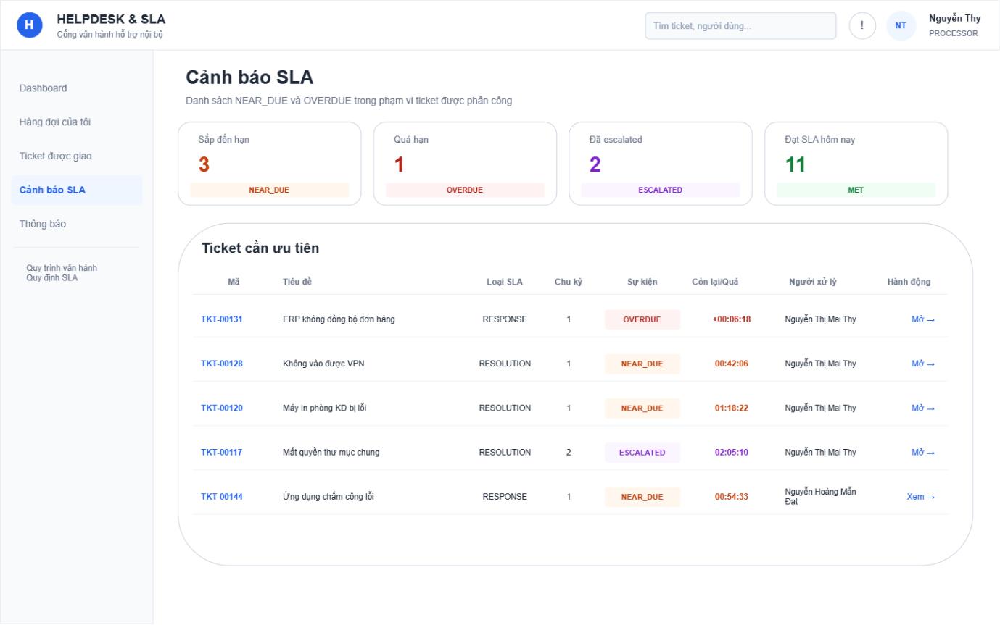 H
HELPDESK & SLA
Cổng vận hành hỗ trợ nội bộ
Tìm ticket, người dùng...
!
NT
Nguyễn Thy
PROCESSOR
Dashboard
Hàng đợi của tôi
Ticket được giao
Cảnh báo SLA
Thông báo
Quy trình vận hành
Quy định SLA
Cảnh báo SLA
Danh sách NEAR_DUE và OVERDUE trong phạm vi ticket được phân công
Sắp đến hạn
3
NEAR_DUE
Quá hạn
1
OVERDUE
Đã escalated
2
ESCALATED
Đạt SLA hôm nay
11
MET
Ticket cần ưu tiên
Mã Tiêu đề Loại SLA Chu kỳ Sự kiện Còn lại/Quá Người xử lý Hành động
TKT-00131 ERP không đồng bộ đơn hàng RESPONSE 1 OVERDUE +00:06:18 Nguyễn Thị Mai Thy Mở →
TKT-00128 Không vào được VPN RESOLUTION 1 NEAR_DUE 00:42:06 Nguyễn Thị Mai Thy Mở →
TKT-00120 Máy in phòng KD bị lỗi RESOLUTION 1 NEAR_DUE 01:18:22 Nguyễn Thị Mai Thy Mở →
TKT-00117 Mất quyền thư mục chung RESOLUTION 2 ESCALATED 02:05:10 Nguyễn Thị Mai Thy Mở →
TKT-00144 Ứng dụng chấm công lỗi RESPONSE 1 NEAR_DUE 00:54:33 Nguyễn Hoàng Mẫn Xem →
Đạt